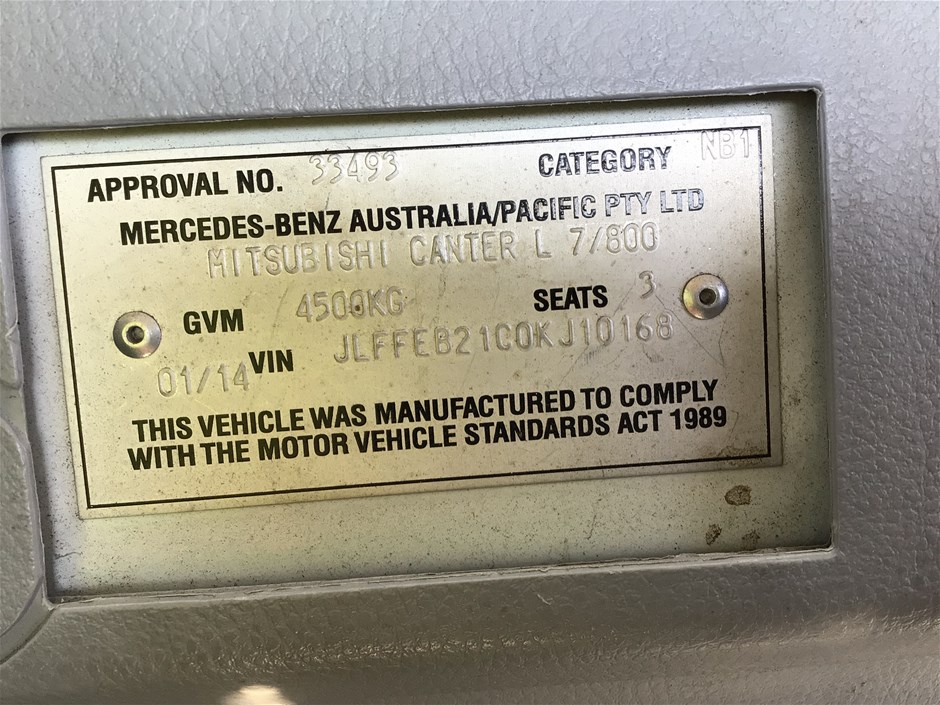 APPROVAL NO. 33493 CATEGORY NB1
MERCEDES-BENZ AUSTRALIA/PACIFIC PTY LTD
MITSUBISHI CANTER L 7/800
GVM 4500KG SEATS 3
01/14 VIN JLFFEB21C0KJ10168
THIS VEHICLE WAS MANUFACTURED TO COMPLY
WITH THE MOTOR VEHICLE STANDARDS ACT 1989